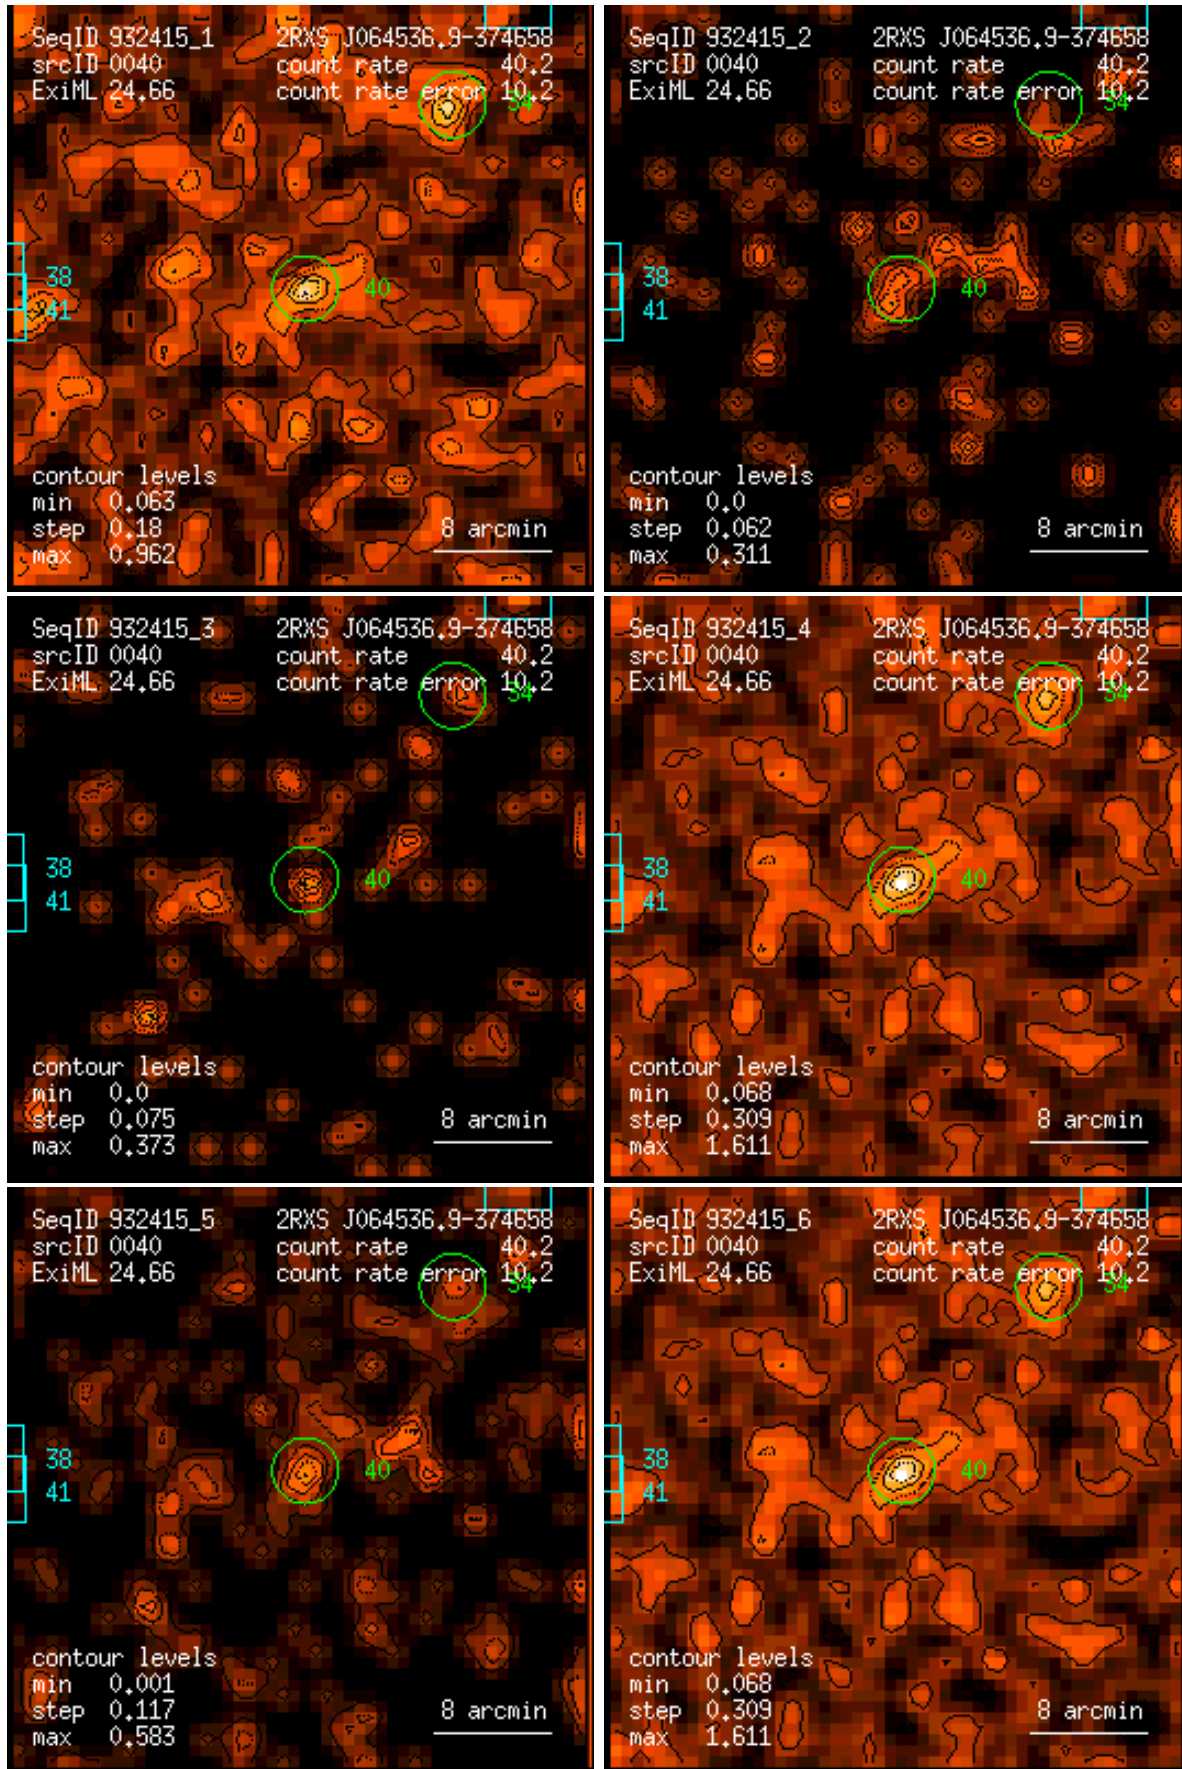 SeqID 932415_1 2RXS J064536.9-374658
srcID 0040 count rate 40.2
ExiML 24.66 count rate error 10.2
34
38
40
41
contour levels
min 0.063
step 0.18
max 0.962
8 arcmin
SeqID 932415_2 2RXS J064536.9-374658
srcID 0040 count rate 40.2
ExiML 24.66 count rate error 10.2
34
38
40
41
contour levels
min 0.0
step 0.062
max 0.311
8 arcmin
SeqID 932415_3 2RXS J064536.9-374658
srcID 0040 count rate 40.2
ExiML 24.66 count rate error 10.2
34
38
40
41
contour levels
min 0.0
step 0.075
max 0.373
8 arcmin
SeqID 932415_4 2RXS J064536.9-374658
srcID 0040 count rate 40.2
ExiML 24.66 count rate error 10.2
34
38
40
41
contour levels
min 0.068
step 0.309
max 1.611
8 arcmin
SeqID 932415_5 2RXS J064536.9-374658
srcID 0040 count rate 40.2
ExiML 24.66 count rate error 10.2
34
38
40
41
contour levels
min 0.001
step 0.117
max 0.583
8 arcmin
SeqID 932415_6 2RXS J064536.9-374658
srcID 0040 count rate 40.2
ExiML 24.66 count rate error 10.2
34
38
40
41
contour levels
min 0.068
step 0.309
max 1.611
8 arcmin